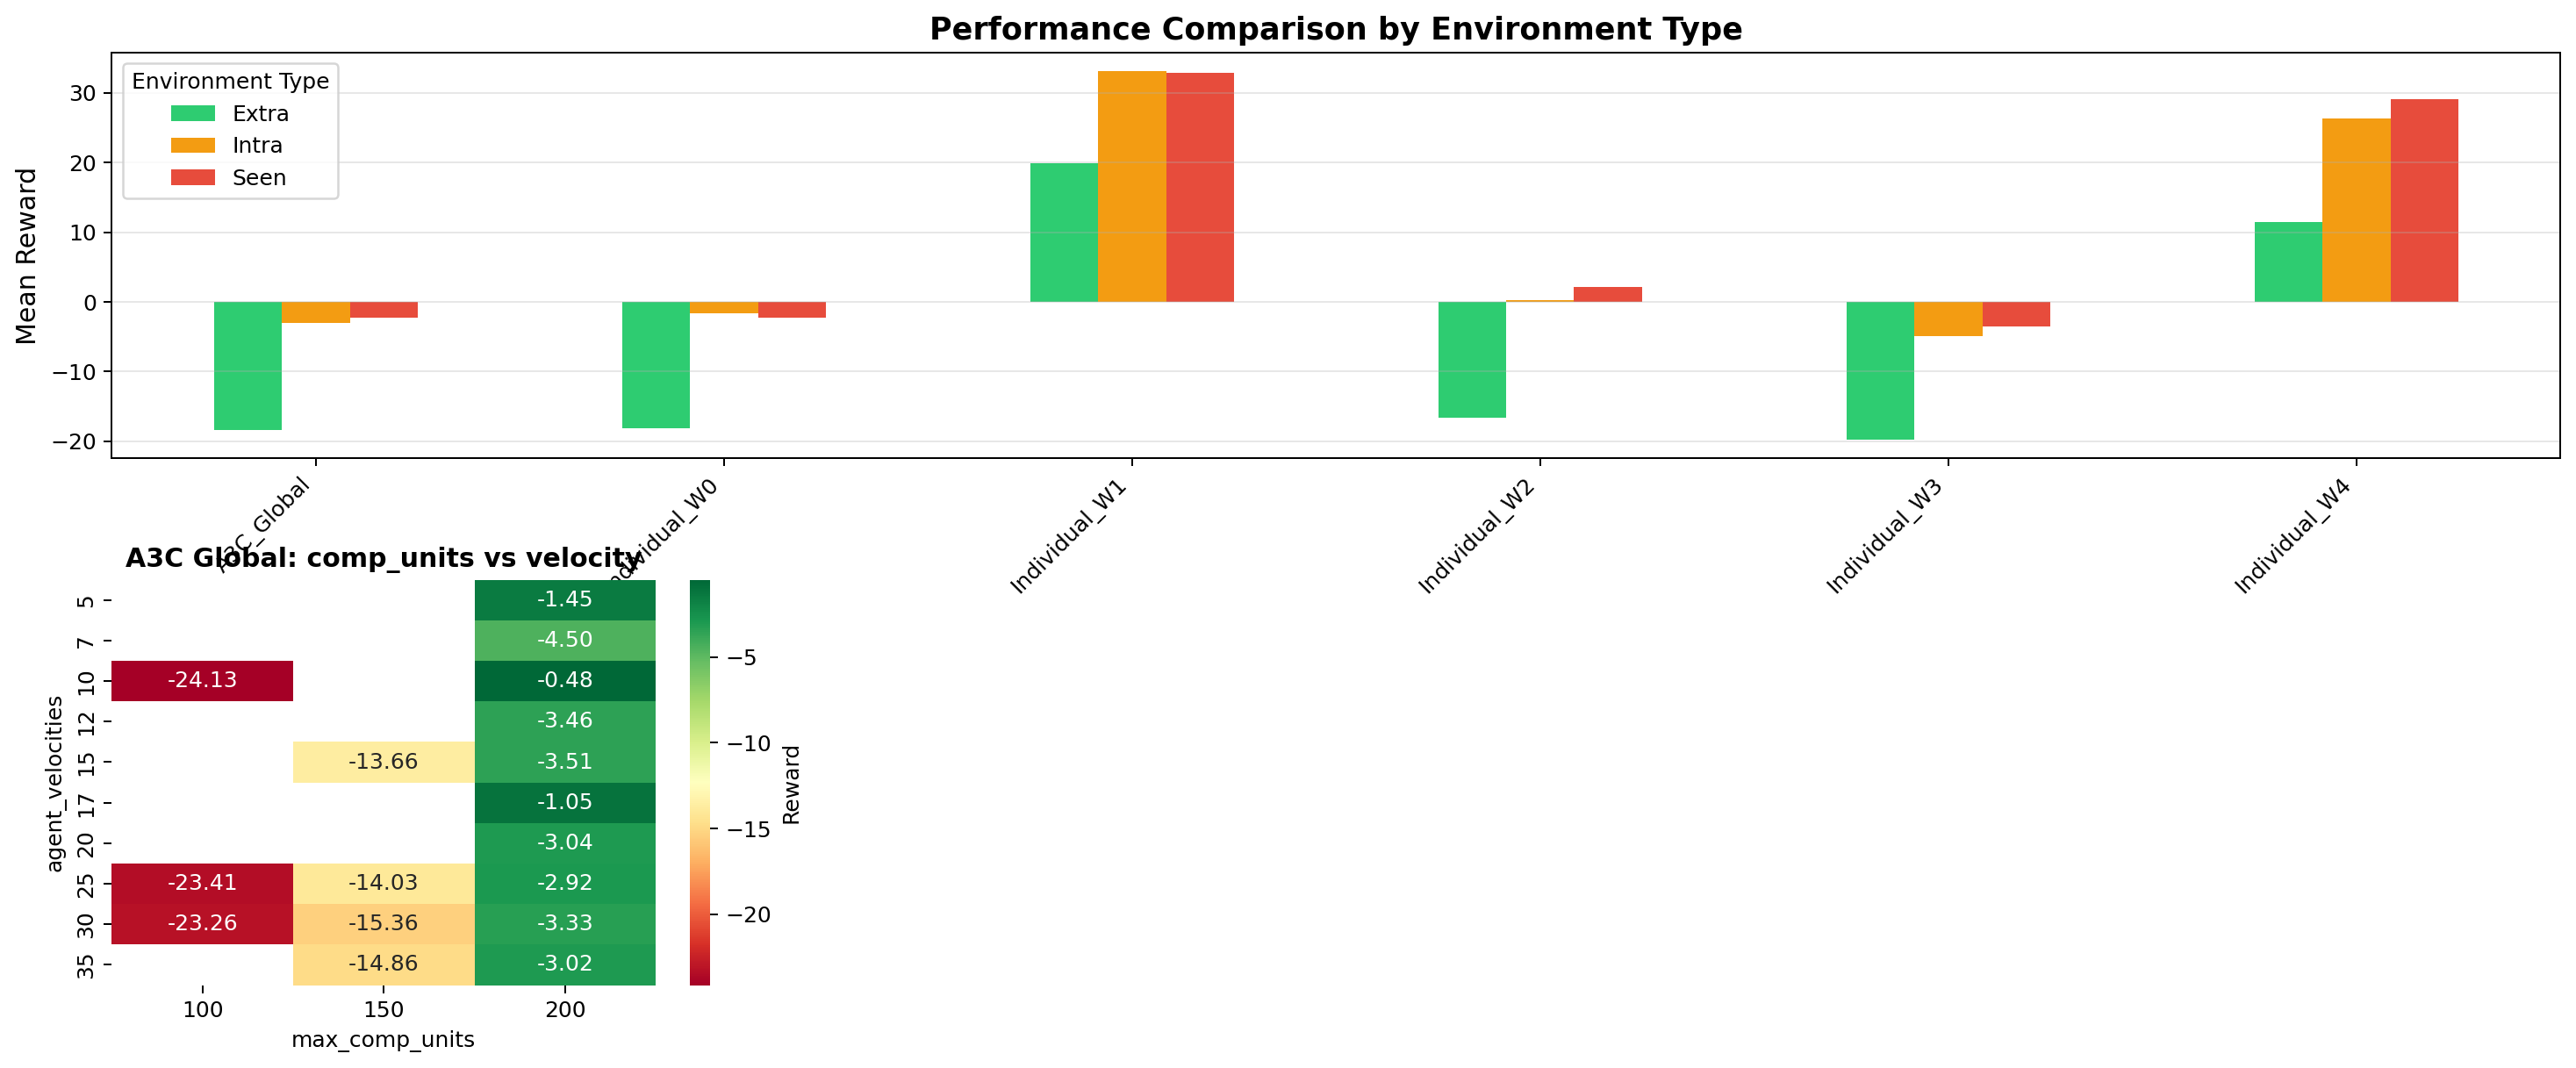 Performance Comparison by Environment Type
Mean Reward
30
20
10
0
−10
−20
Environment Type
Extra
Intra
Seen
A3C_Global
Individual_W1
Individual_W2
Individual_W3
Individual_W4
A3C Global: comp_units vs velocity
agent_velocities
5
-1.45
7
-4.50
10
-24.13
-0.48
12
-3.46
15
-13.66
-3.51
17
-1.05
20
-3.04
25
-23.41
-14.03
-2.92
30
-23.26
-15.36
-3.33
35
-14.86
-3.02
100
150
200
max_comp_units
−5
−10
−15
−20
Reward